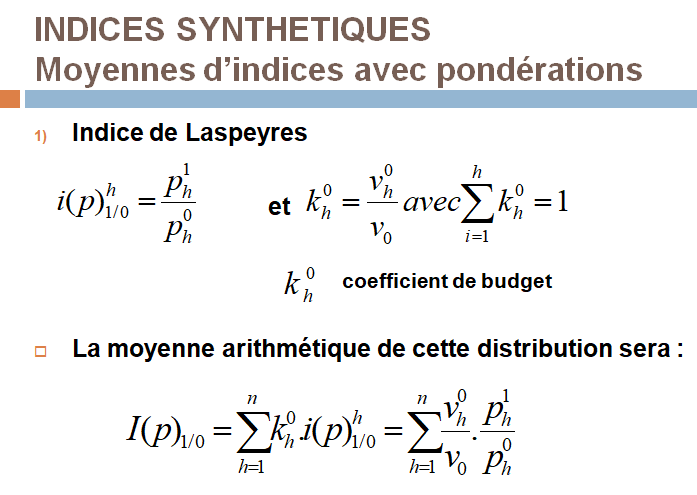 INDICES SYNTHETIQUES
Moyennes d'indices avec pondérations
1) Indice de Laspeyres
$i(p)_{1/0}^{h} = \frac{p_h^1}{p_h^0}$ et $k_h^0 = \frac{v_h^0}{v_0} avec \sum_{i=1}^{h} k_h^0 = 1$
$k_h^0$ coefficient de budget
La moyenne arithmétique de cette distribution sera :
$I(p)_{1/0} = \sum_{h=1}^{n} k_h^0 . i(p)_{1/0}^{h} = \sum_{h=1}^{n} \frac{v_h^0}{v_0} . \frac{p_h^1}{p_h^0}$